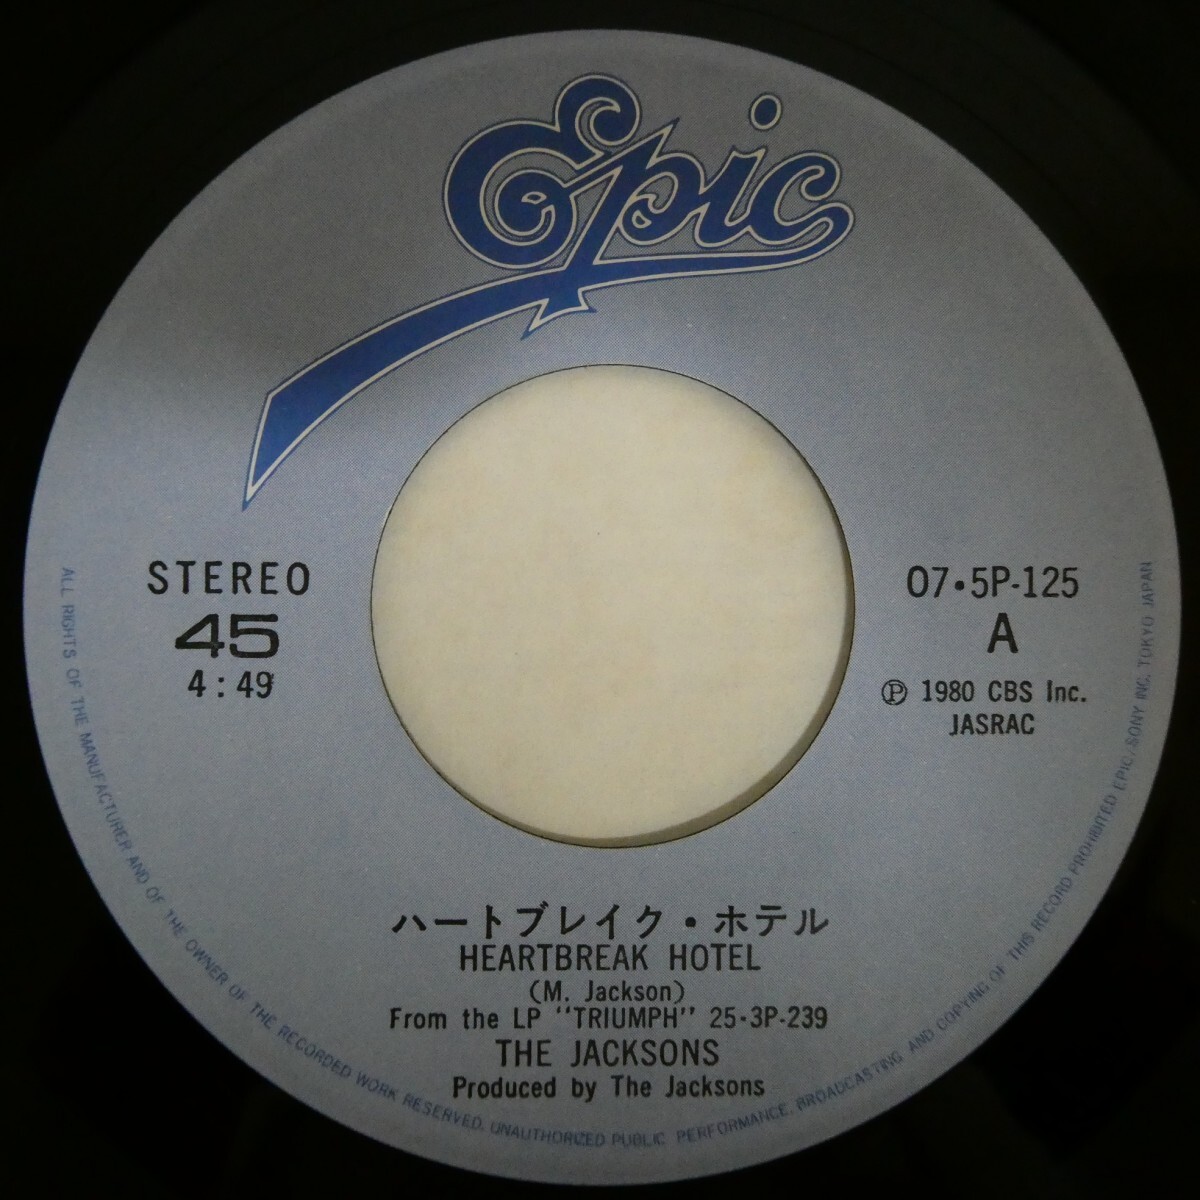 Epic
STEREO
45
4:49
07・5P-125
A
Ⓟ 1980 CBS Inc.
JASRAC
ハートブレイク・ホテル
HEARTBREAK HOTEL
(M. Jackson)
From the LP "TRIUMPH" 25・3P-239
THE JACKSONS
Produced by The Jacksons
ALL RIGHTS OF THE MANUFACTURER AND OF THE OWNER OF THE RECORDED WORK RESERVED. UNAUTHORIZED PUBLIC PERFORMANCE, BROADCASTING AND COPYING OF THIS RECORD PROHIBITED EPIC/SONY INC. TOKYO JAPAN